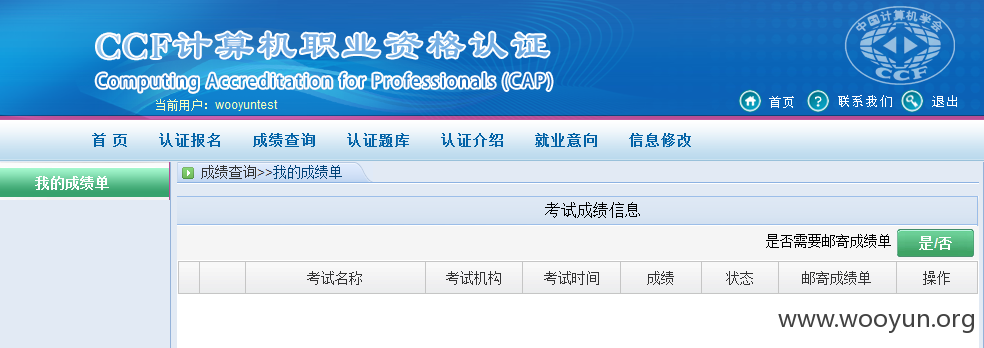 CCF计算机职业资格认证
中国计算机学会
CCF
Computing Accreditation for Professionals (CAP)
当前用户：wooyuntest
首页 联系我们 退出
首 页 认证报名 成绩查询 认证题库 认证介绍 就业意向 信息修改
我的成绩单
成绩查询>>我的成绩单
考试成绩信息
是否需要邮寄成绩单 是/否
考试名称 考试机构 考试时间 成绩 状态 邮寄成绩单 操作
www.wooyun.org